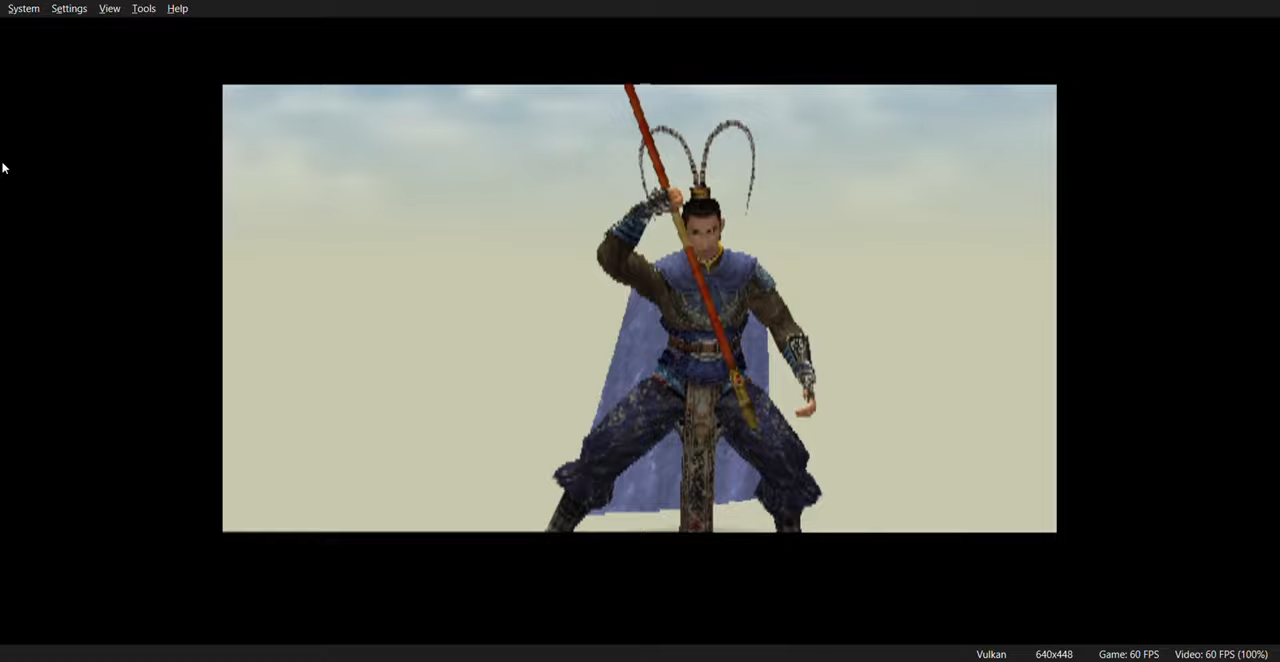 System Settings View Tools Help
Vulkan 640x448 Game: 60 FPS Video: 60 FPS (100%)